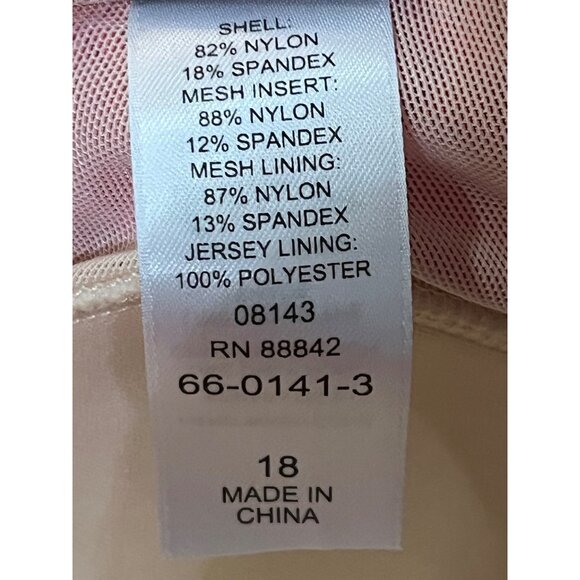 SHELL:
82% NYLON
18% SPANDEX
MESH INSERT:
88% NYLON
12% SPANDEX
MESH LINING:
87% NYLON
13% SPANDEX
JERSEY LINING:
100% POLYESTER
08143
RN 88842
66-0141-3
18
MADE IN
CHINA